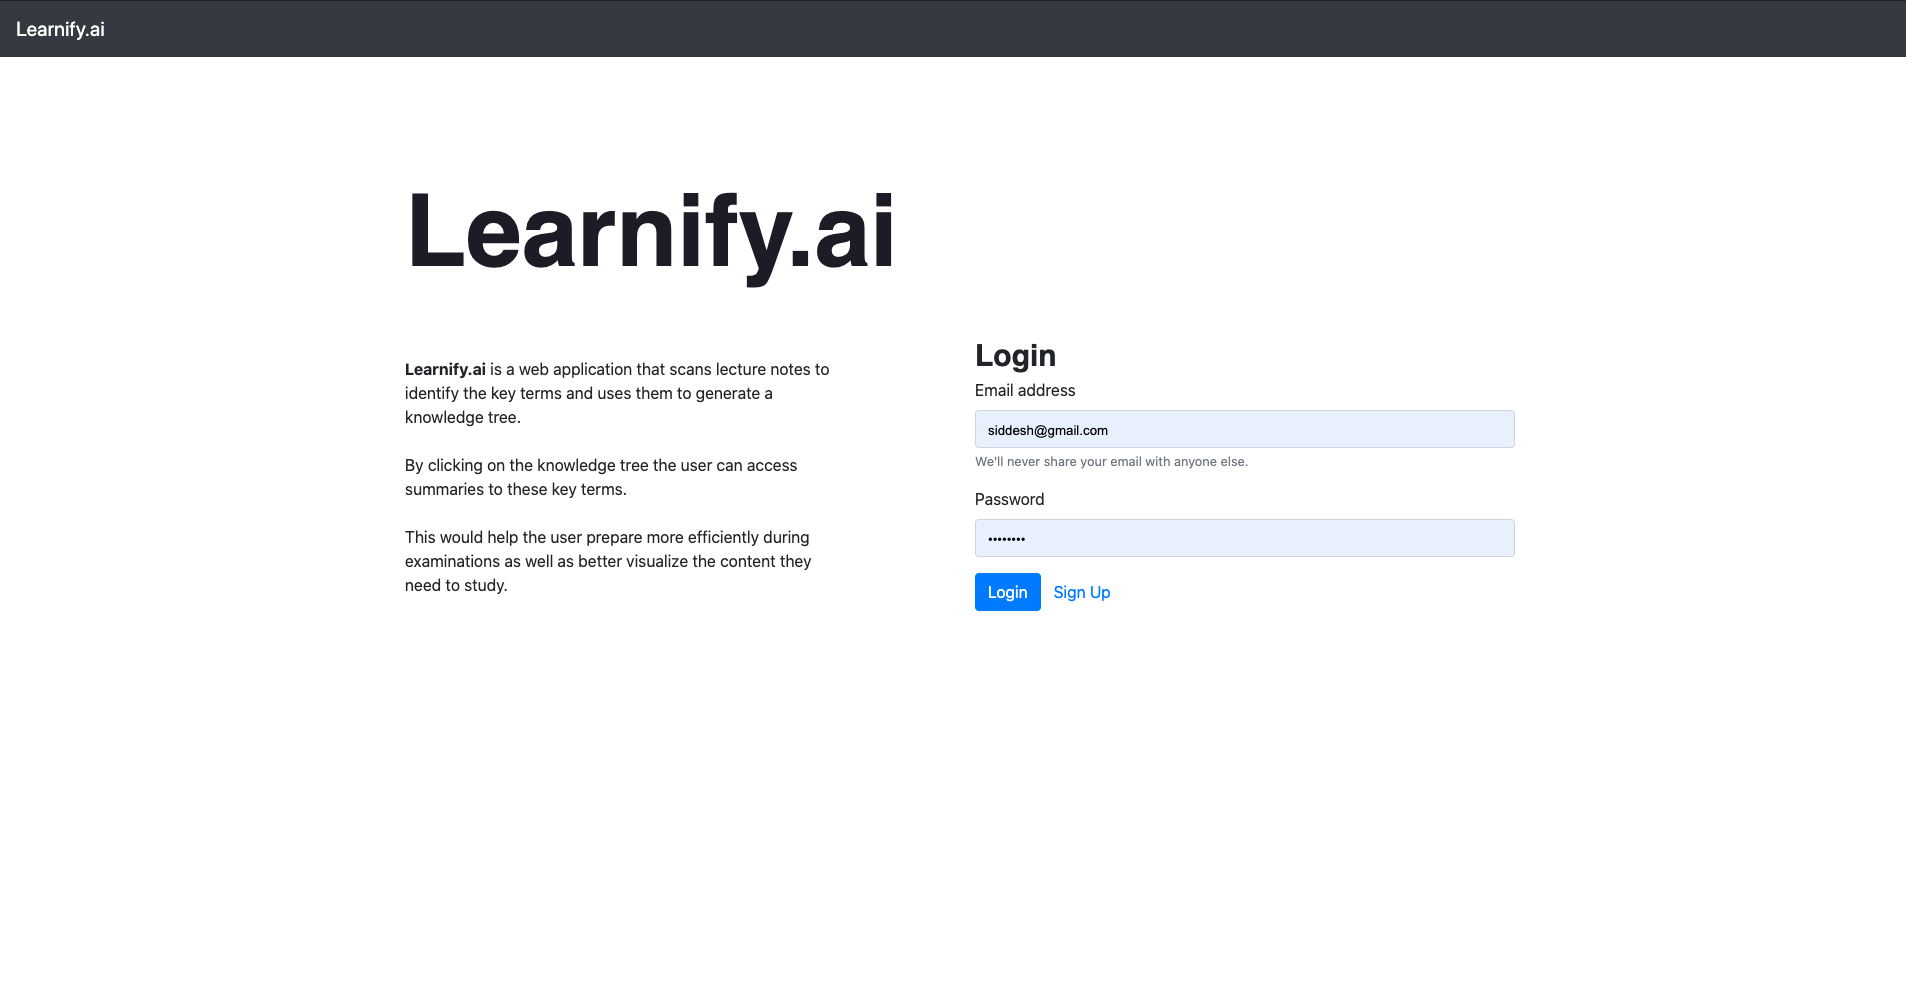 Learnify.ai
Learnify.ai
Learnify.ai is a web application that scans lecture notes to
identify the key terms and uses them to generate a
knowledge tree.
By clicking on the knowledge tree the user can access
summaries to these key terms.
This would help the user prepare more efficiently during
examinations as well as better visualize the content they
need to study.
Login
Email address
siddesh@gmail.com
We'll never share your email with anyone else.
Password
••••••••
Login Sign Up